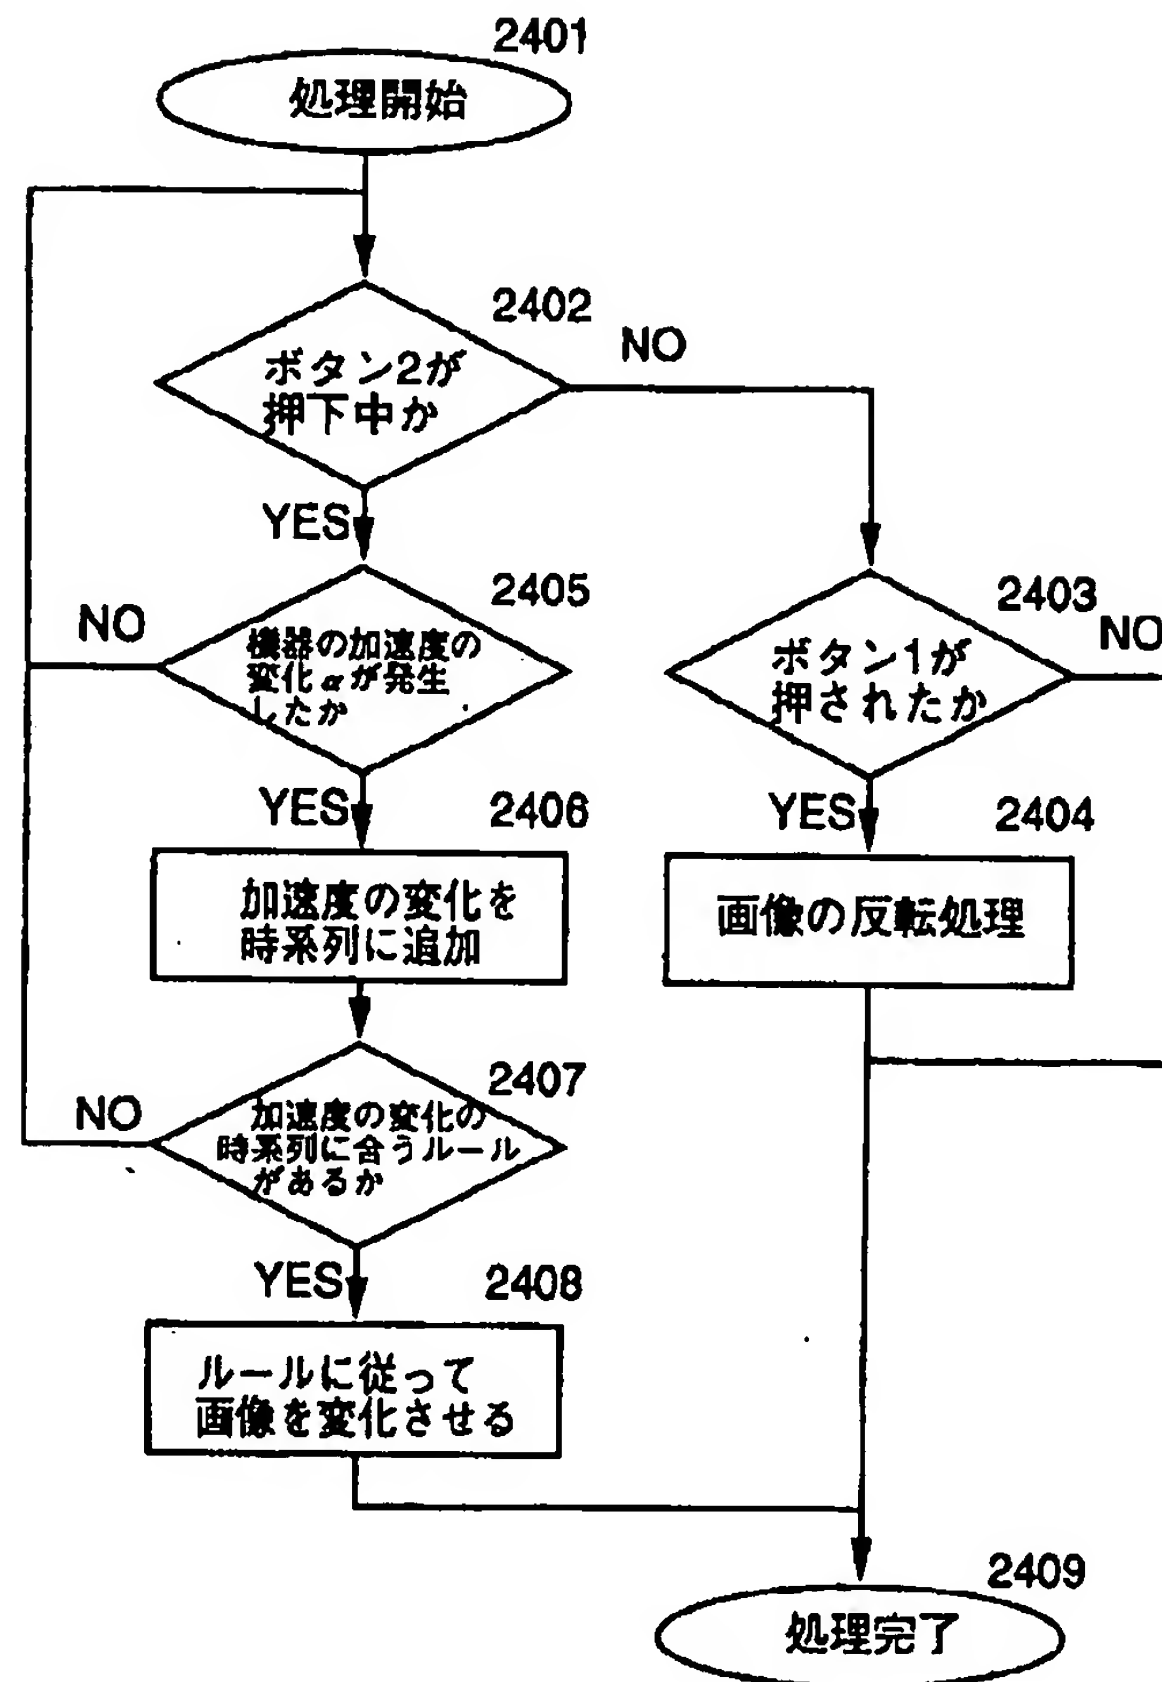 2401
処理開始
2402
ボタン2が
押下中か
NO
YES
2405
機器の加速度の
変化αが発生
したか
NO
YES
2403
ボタン1が
押されたか
NO
YES
2406
加速度の変化を
時系列に追加
2404
画像の反転処理
2407
加速度の変化の
時系列に合うルール
があるか
NO
YES
2408
ルールに従って
画像を変化させる
2409
処理完了